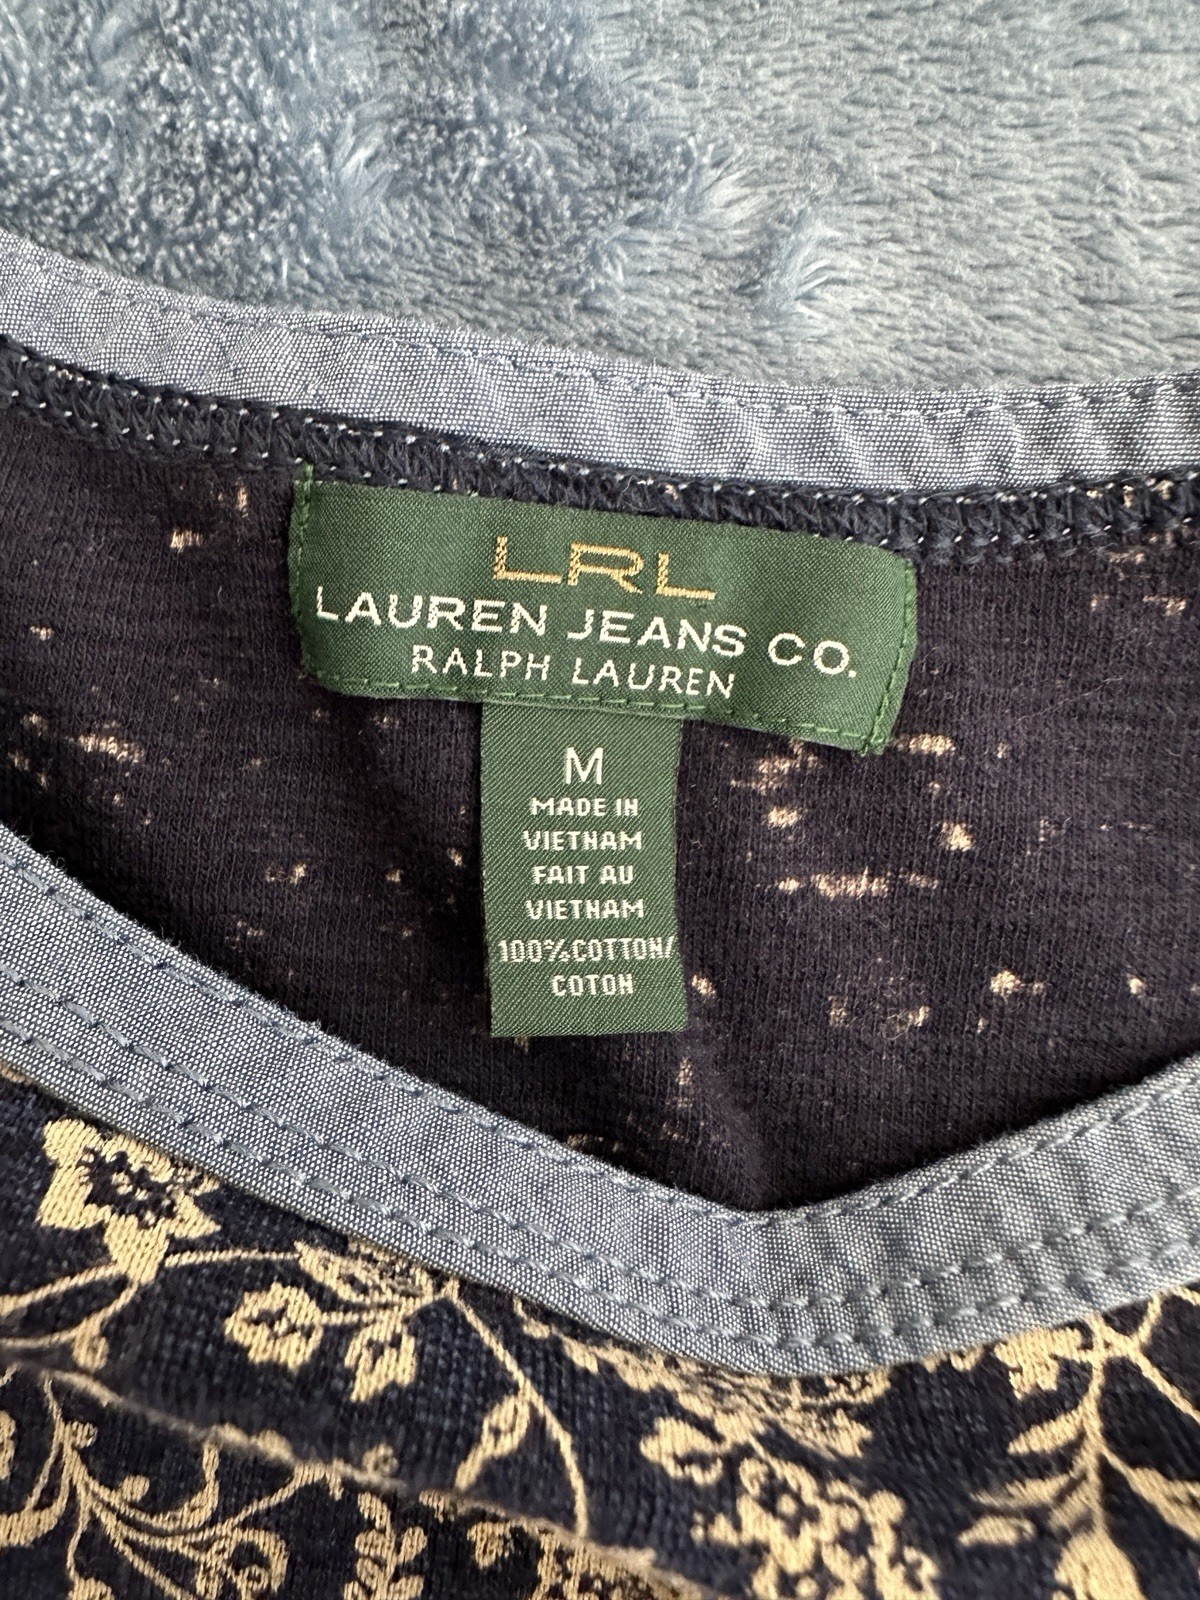 LRL
LAUREN JEANS CO.
RALPH LAUREN
M
MADE IN
VIETNAM
FAIT AU
VIETNAM
100%COTTON/
COTON